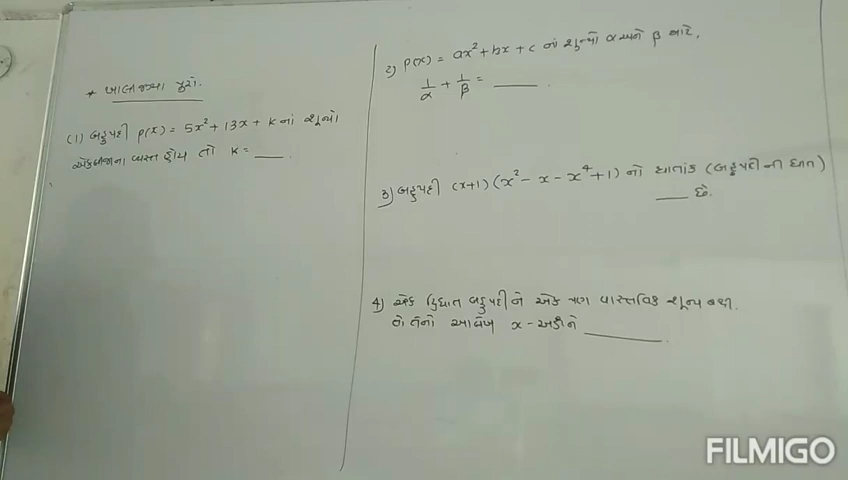 * ખાલી જગ્યા પુરો.
(1) બહુપદી P(x) = 5x² + 13x + k નાં શૂન્યો
એકબીજાના વ્યસ્ત હોય તો k = ___.
2) P(x) = ax² + bx + c નાં શૂન્યો α અને β માટે,
1/α + 1/β = ___.
3) બહુપદી (x+1) (x² - x - x⁴ + 1) નો ઘાતાંક (બહુપદી ની ઘાત)
___ છે.
4) એક દ્વિઘાત બહુપદીને એક પણ વાસ્તવિક શૂન્ય નથી.
તો તેનો આલેખ x - અક્ષને ___.
FILMIGO